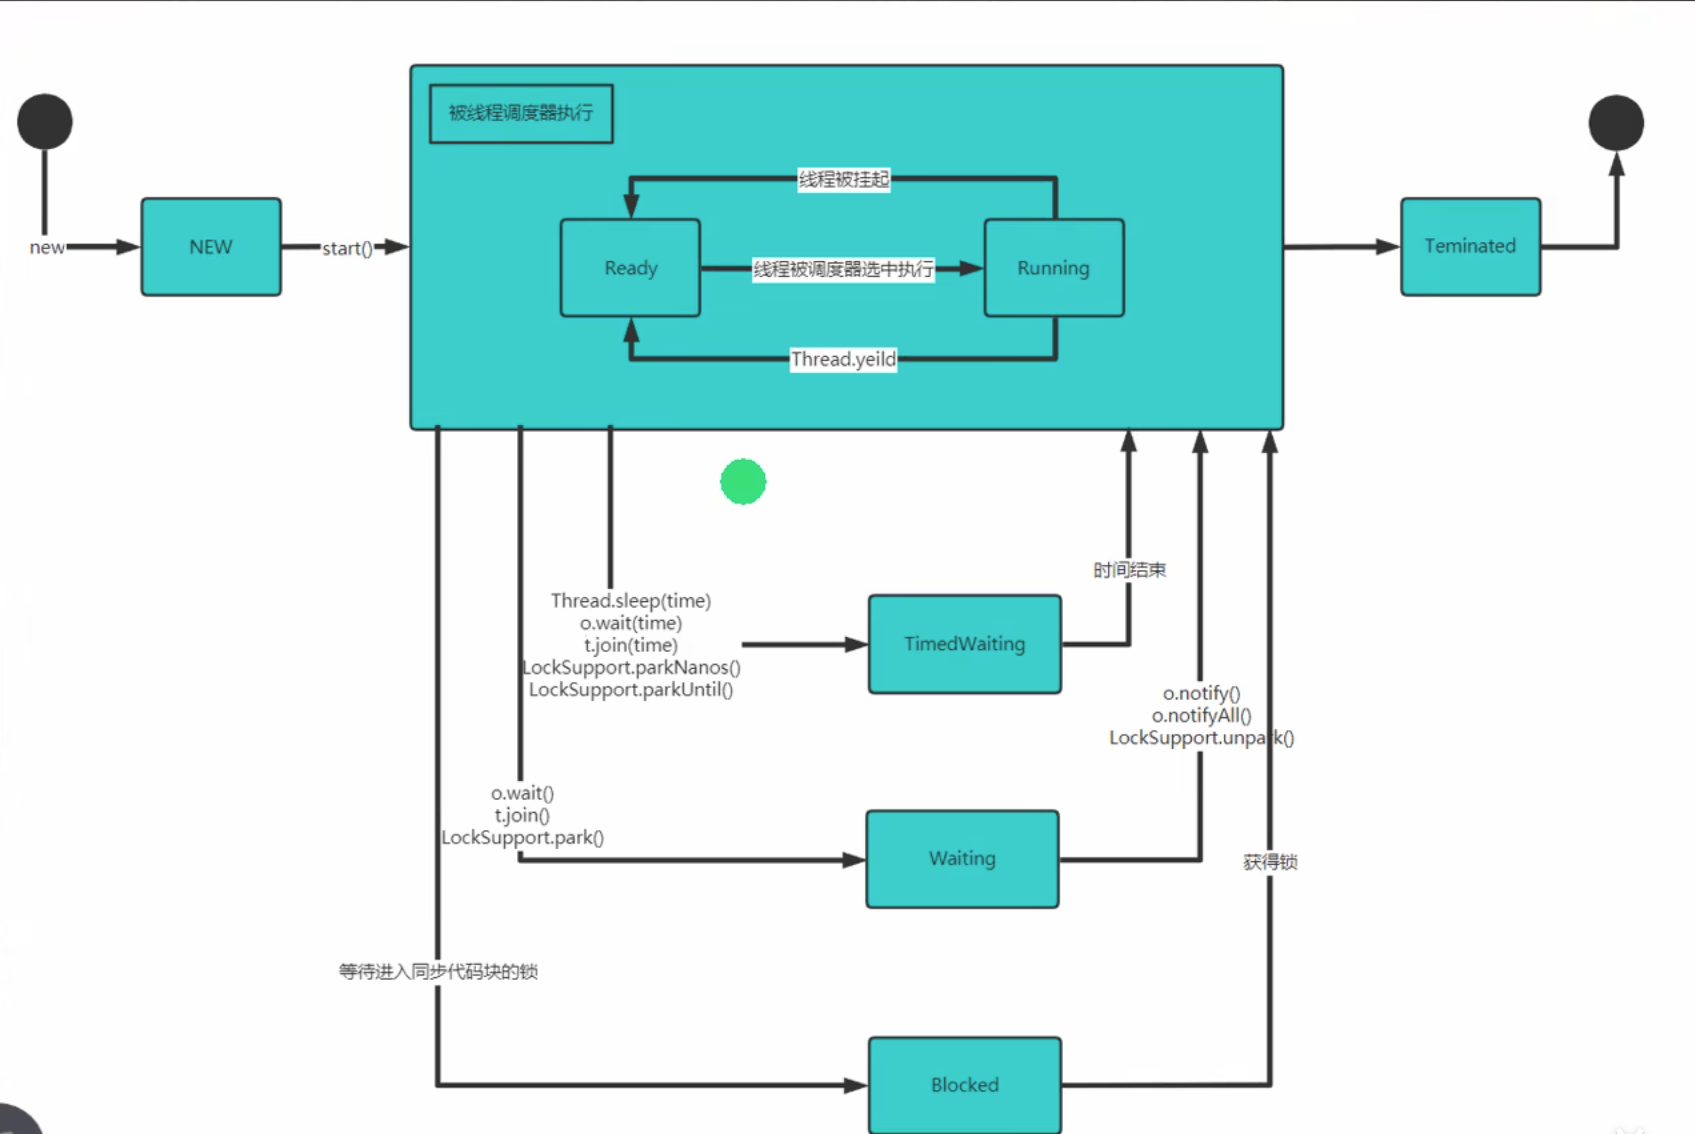 被线程调度器执行
线程被挂起
new
NEW
start()
Ready
线程被调度器选中执行
Running
Teminated
Thread.yeild
时间结束
Thread.sleep(time)
o.wait(time)
t.join(time)
LockSupport.parkNanos()
LockSupport.parkUntil()
TimedWaiting
o.notify()
o.notifyAll()
LockSupport.unpark()
o.wait()
t.join()
LockSupport.park()
Waiting
获得锁
等待进入同步代码块的锁
Blocked